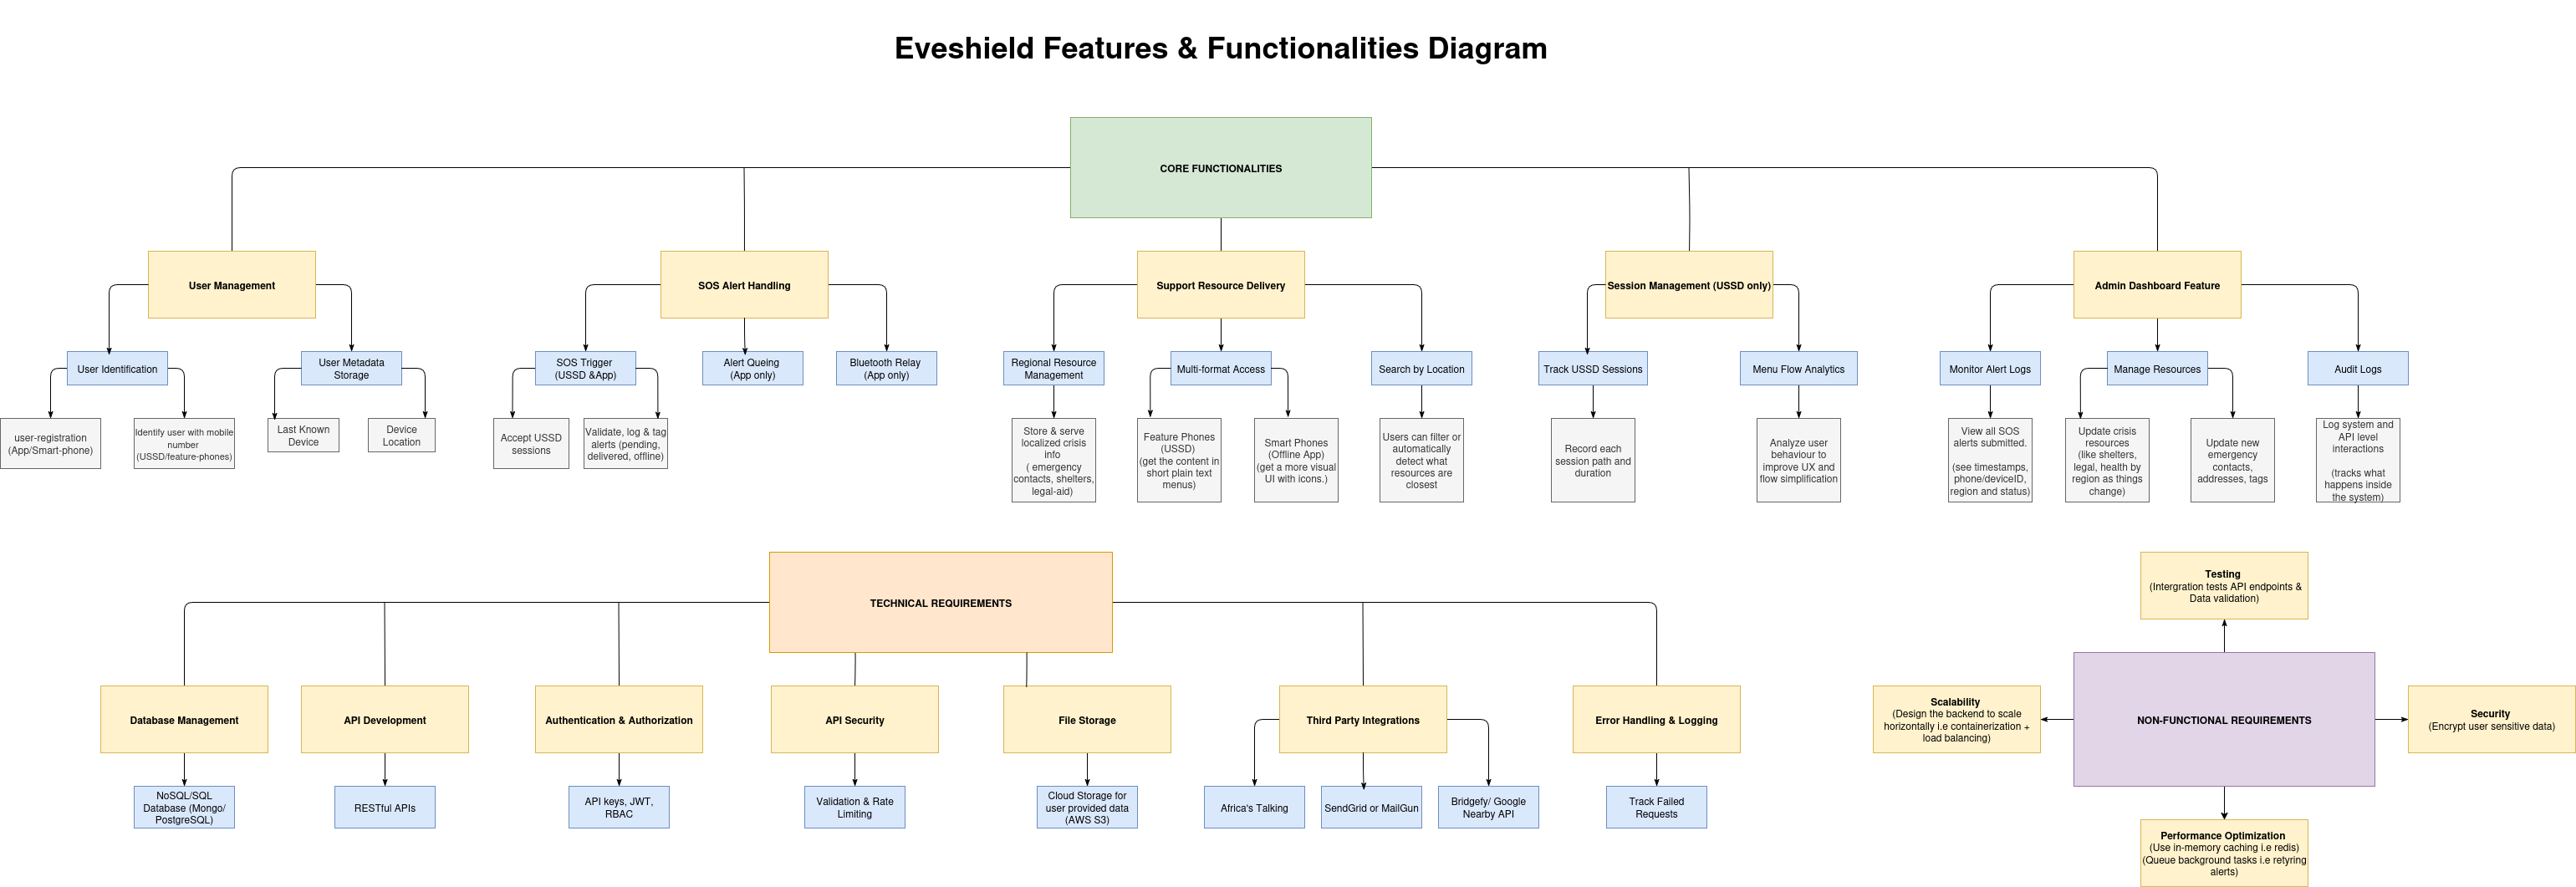 Eveshield Features & Functionalities Diagram
CORE FUNCTIONALITIES
User Management
SOS Alert Handling
Support Resource Delivery
Session Management (USSD only)
Admin Dashboard Feature
User Identification
User Metadata
Storage
SOS Trigger
(USSD &App)
Alert Queing
(App only)
Bluetooth Relay
(App only)
Regional Resource
Management
Multi-format Access
Search by Location
Track USSD Sessions
Menu Flow Analytics
Monitor Alert Logs
Manage Resources
Audit Logs
user-registration
(App/Smart-phone)
Identify user with mobile
number
(USSD/feature-phones)
Last Known
Device
Device
Location
Accept USSD
sessions
Validate, log & tag
alerts (pending,
delivered, offline)
Store & serve
localized crisis
info
( emergency
contacts, shelters,
legal-aid)
Feature Phones
(USSD)
(get the content in
short plain text
menus)
Smart Phones
(Offline App)
(get a more visual
UI with icons.)
Users can filter or
automatically
detect what
resources are
closest
Record each
session path and
duration
Analyze user
behaviour to
improve UX and
flow simplification
View all SOS
alerts submitted.
(see timestamps,
phone/deviceID,
region and status)
Update crisis
resources
(like shelters,
legal, health by
region as things
change)
Update new
emergency
contacts,
addresses, tags
Log system and
API level
interactions
(tracks what
happens inside
the system)
TECHNICAL REQUIREMENTS
Database Management
API Development
Authentication & Authorization
API Security
File Storage
Third Party Integrations
Error Handling & Logging
NoSQL/SQL
Database (Mongo/
PostgreSQL)
RESTful APIs
API keys, JWT,
RBAC
Validation & Rate
Limiting
Cloud Storage for
user provided data
(AWS S3)
Africa's Talking
SendGrid or MailGun
Bridgefy/ Google
Nearby API
Track Failed
Requests
Testing
(Intergration tests API endpoints &
Data validation)
Scalability
(Design the backend to scale
horizontally i.e containerization +
load balancing)
NON-FUNCTIONAL REQUIREMENTS
Security
(Encrypt user sensitive data)
Performance Optimization
(Use in-memory caching i.e redis)
(Queue background tasks i.e retyring
alerts)